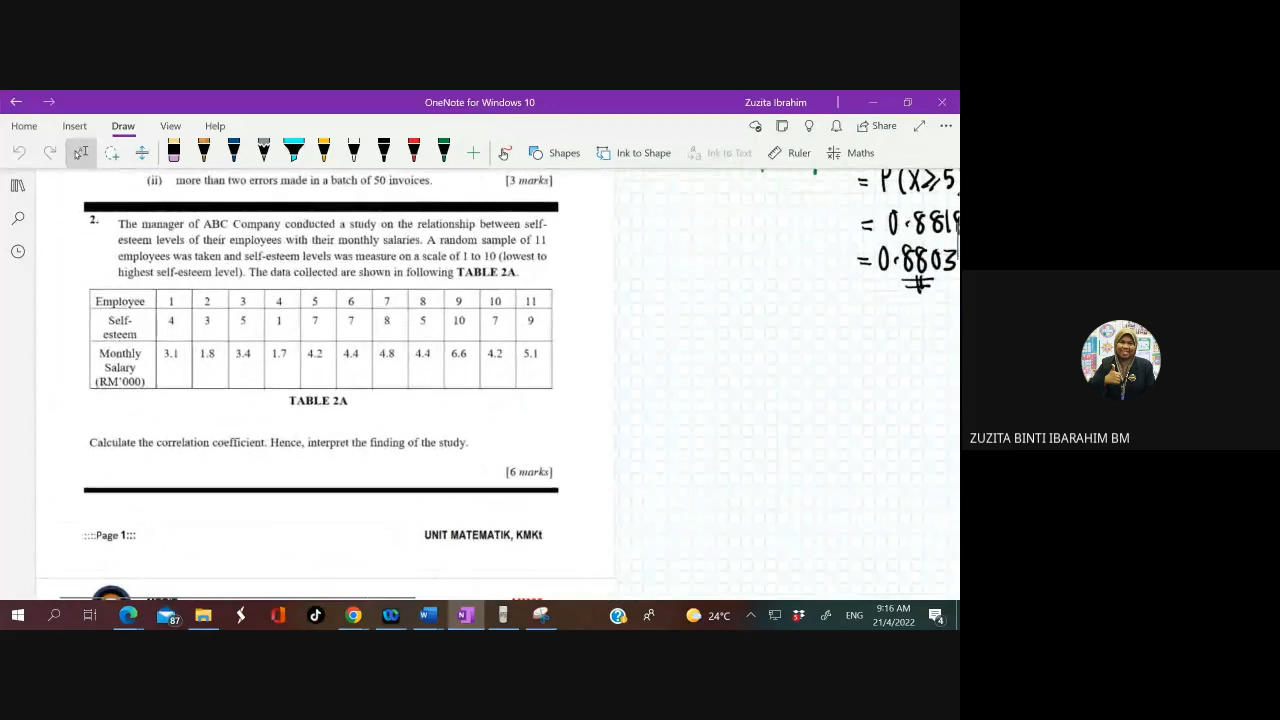 OneNote for Windows 10
Zuzita Ibrahim
Home Insert Draw View Help
Share
Shapes Ink to Shape Ink to Text Ruler Maths
(ii) more than two errors made in a batch of 50 invoices. [3 marks]
= P(X≥5
= 0.881
= 0.8803
2. The manager of ABC Company conducted a study on the relationship between self-
esteem levels of their employees with their monthly salaries. A random sample of 11
employees was taken and self-esteem levels was measure on a scale of 1 to 10 (lowest to
highest self-esteem level). The data collected are shown in following TABLE 2A.
Employee 1 2 3 4 5 6 7 8 9 10 11
Self-
esteem 4 3 5 1 7 7 8 5 10 7 9
Monthly
Salary
(RM'000) 3.1 1.8 3.4 1.7 4.2 4.4 4.8 4.4 6.6 4.2 5.1
TABLE 2A
Calculate the correlation coefficient. Hence, interpret the finding of the study.
[6 marks]
::::Page 1::: UNIT MATEMATIK, KMKt
ZUZITA BINTI IBARAHIM BM
87
24°C
ENG
9:16 AM
21/4/2022
4